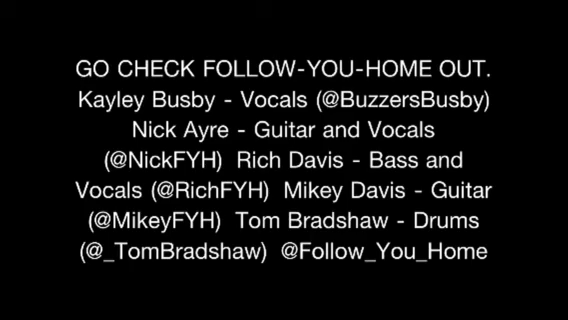 GO CHECK FOLLOW-YOU-HOME OUT.
Kayley Busby - Vocals (@BuzzersBusby)
Nick Ayre - Guitar and Vocals
(@NickFYH)  Rich Davis - Bass and
Vocals (@RichFYH)  Mikey Davis - Guitar
(@MikeyFYH)  Tom Bradshaw - Drums
(@_TomBradshaw)  @Follow_You_Home